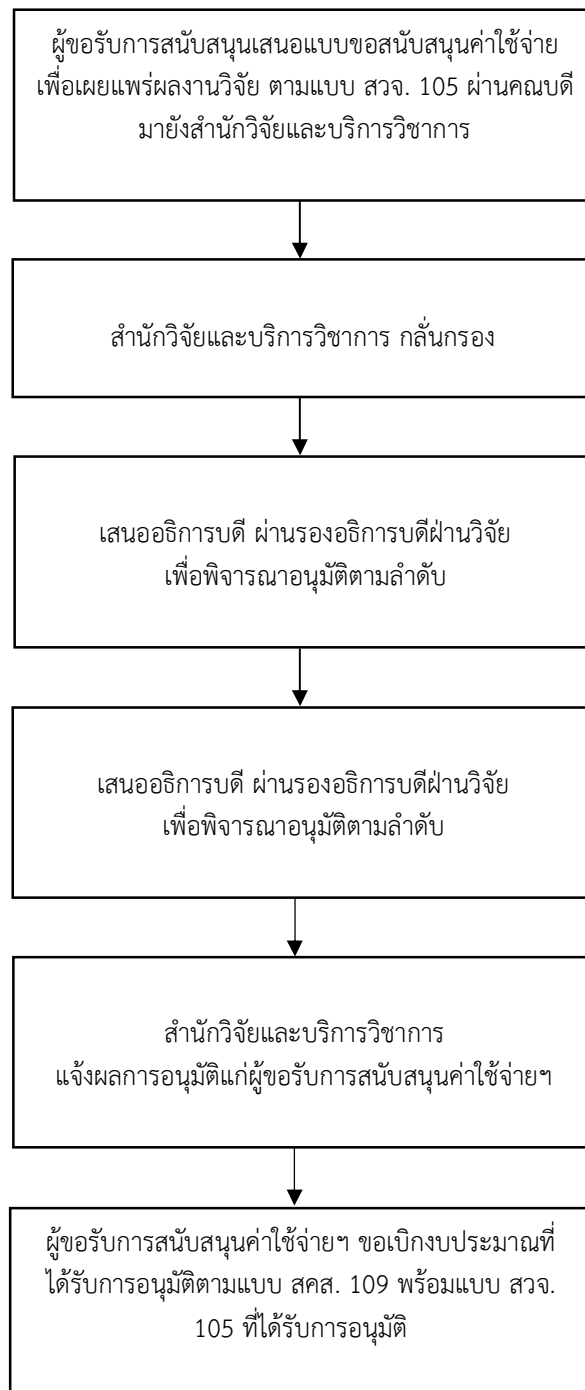 ผู้ขอรับการสนับสนุนเสนอแบบขอสนับสนุนค่าใช้จ่าย
เพื่อเผยแพร่ผลงานวิจัย ตามแบบ สวจ. 105 ผ่านคณบดี
มายังสำนักวิจัยและบริการวิชาการ
สำนักวิจัยและบริการวิชาการ กลั่นกรอง
เสนออธิการบดี ผ่านรองอธิการบดีฝ่านวิจัย
เพื่อพิจารณาอนุมัติตามลำดับ
เสนออธิการบดี ผ่านรองอธิการบดีฝ่านวิจัย
เพื่อพิจารณาอนุมัติตามลำดับ
สำนักวิจัยและบริการวิชาการ
แจ้งผลการอนุมัติแก่ผู้ขอรับการสนับสนุนค่าใช้จ่ายฯ
ผู้ขอรับการสนับสนุนค่าใช้จ่ายฯ ขอเบิกงบประมาณที่
ได้รับการอนุมัติตามแบบ สคส. 109 พร้อมแบบ สวจ.
105 ที่ได้รับการอนุมัติ